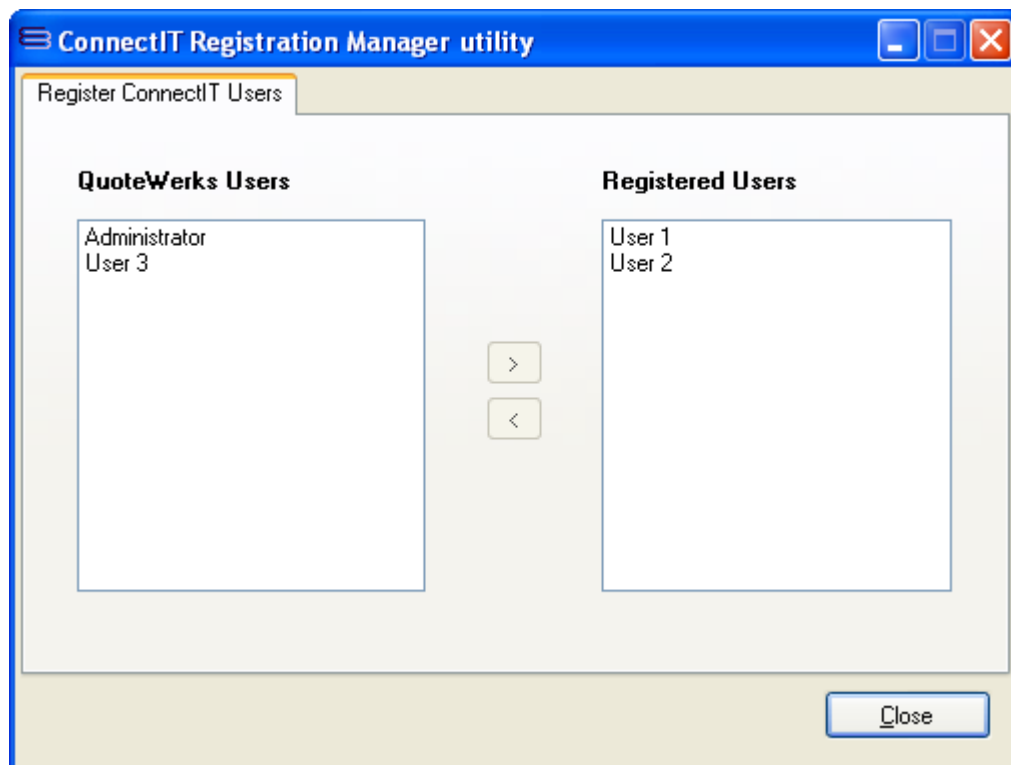 ConnectIT Registration Manager utility
Register ConnectIT Users
QuoteWerks Users
Administrator
User 3
>
<
Registered Users
User 1
User 2
Close